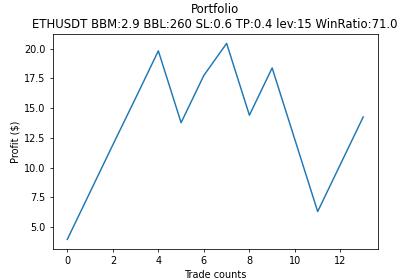 Portfolio
ETHUSDT BBM:2.9 BBL:260 SL:0.6 TP:0.4 lev:15 WinRatio:71.0
20.0
17.5
15.0
12.5
10.0
7.5
5.0
Profit ($)
0 2 4 6 8 10 12
Trade counts